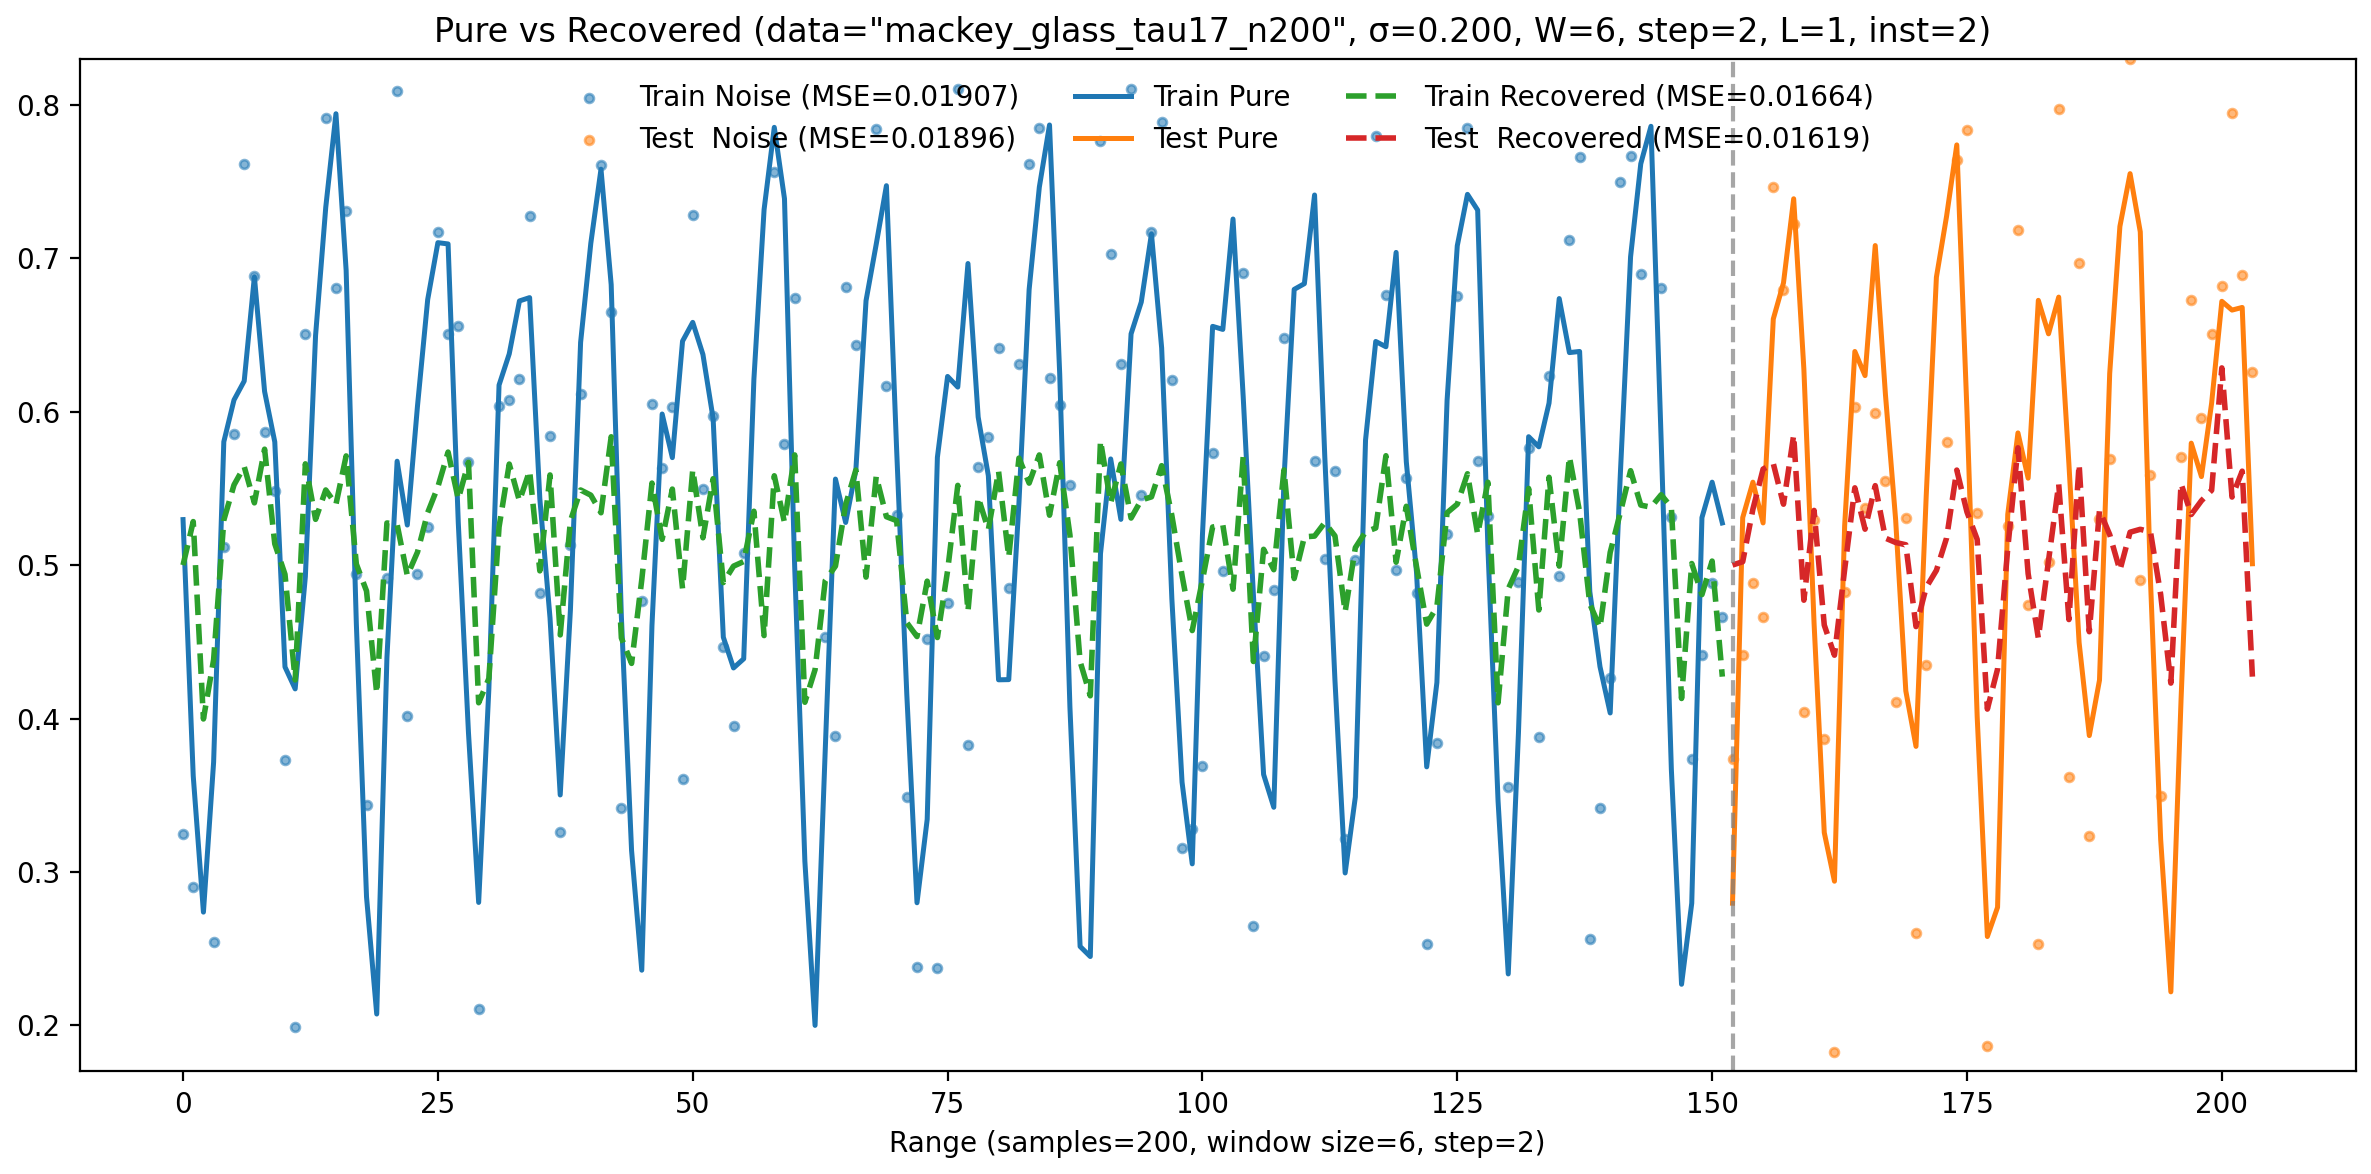 Pure vs Recovered (data="mackey_glass_tau17_n200", σ=0.200, W=6, step=2, L=1, inst=2)
Train Noise (MSE=0.01907)
Test  Noise (MSE=0.01896)
Train Pure
Test Pure
Train Recovered (MSE=0.01664)
Test  Recovered (MSE=0.01619)
0.8
0.7
0.6
0.5
0.4
0.3
0.2
0 25 50 75 100 125 150 175 200
Range (samples=200, window size=6, step=2)